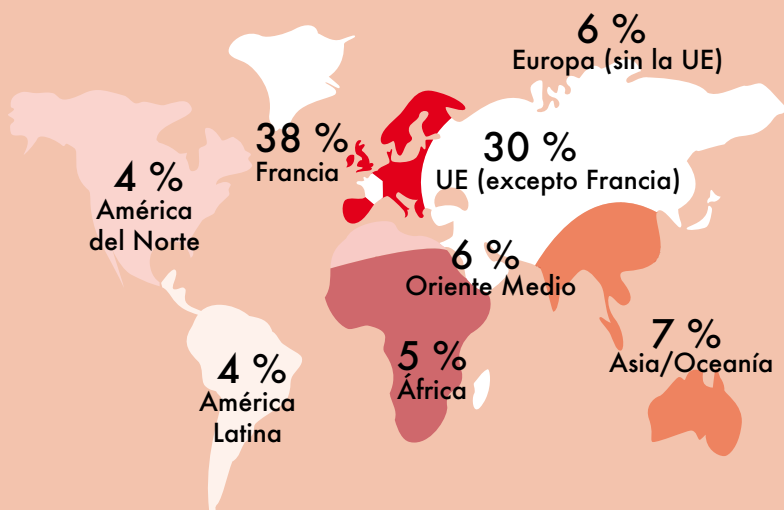 6 %
Europa (sin la UE)
38 %
Francia
30 %
UE (excepto Francia)
4 %
América
del Norte
6 %
Oriente Medio
7 %
Asia/Oceanía
5 %
África
4 %
América
Latina